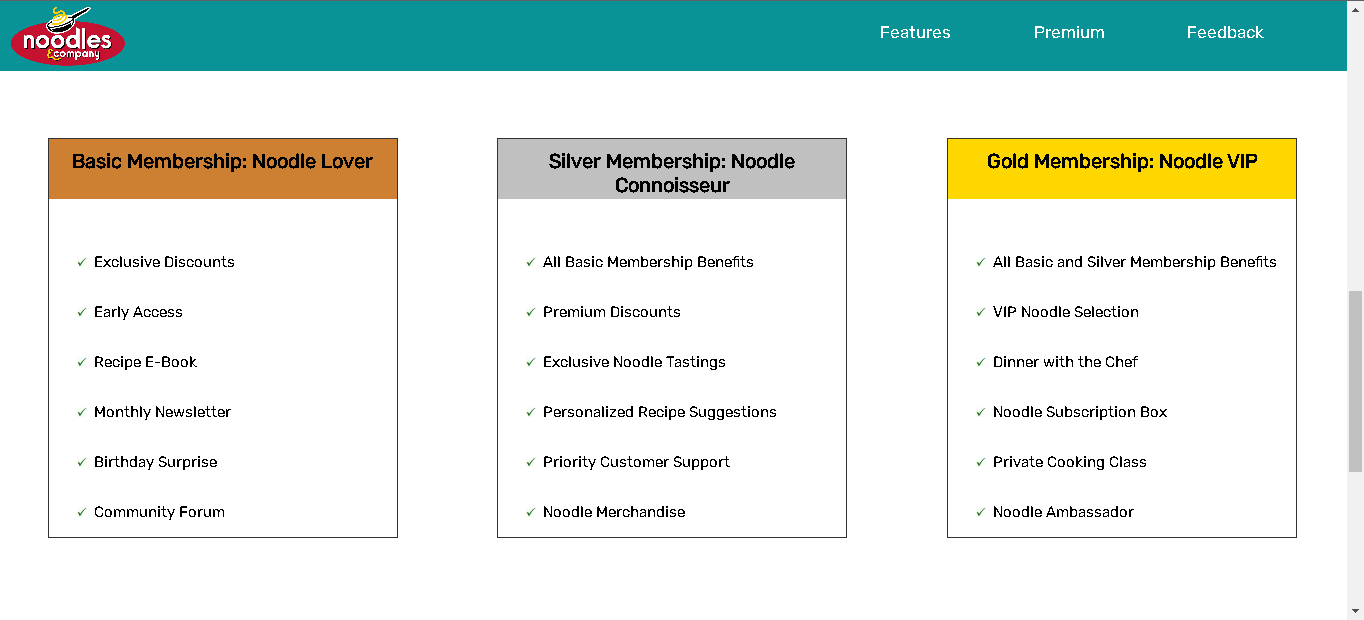 noodles
&company
Features
Premium
Feedback
Basic Membership: Noodle Lover
Exclusive Discounts
Early Access
Recipe E-Book
Monthly Newsletter
Birthday Surprise
Community Forum
Silver Membership: Noodle
Connoisseur
All Basic Membership Benefits
Premium Discounts
Exclusive Noodle Tastings
Personalized Recipe Suggestions
Priority Customer Support
Noodle Merchandise
Gold Membership: Noodle VIP
All Basic and Silver Membership Benefits
VIP Noodle Selection
Dinner with the Chef
Noodle Subscription Box
Private Cooking Class
Noodle Ambassador